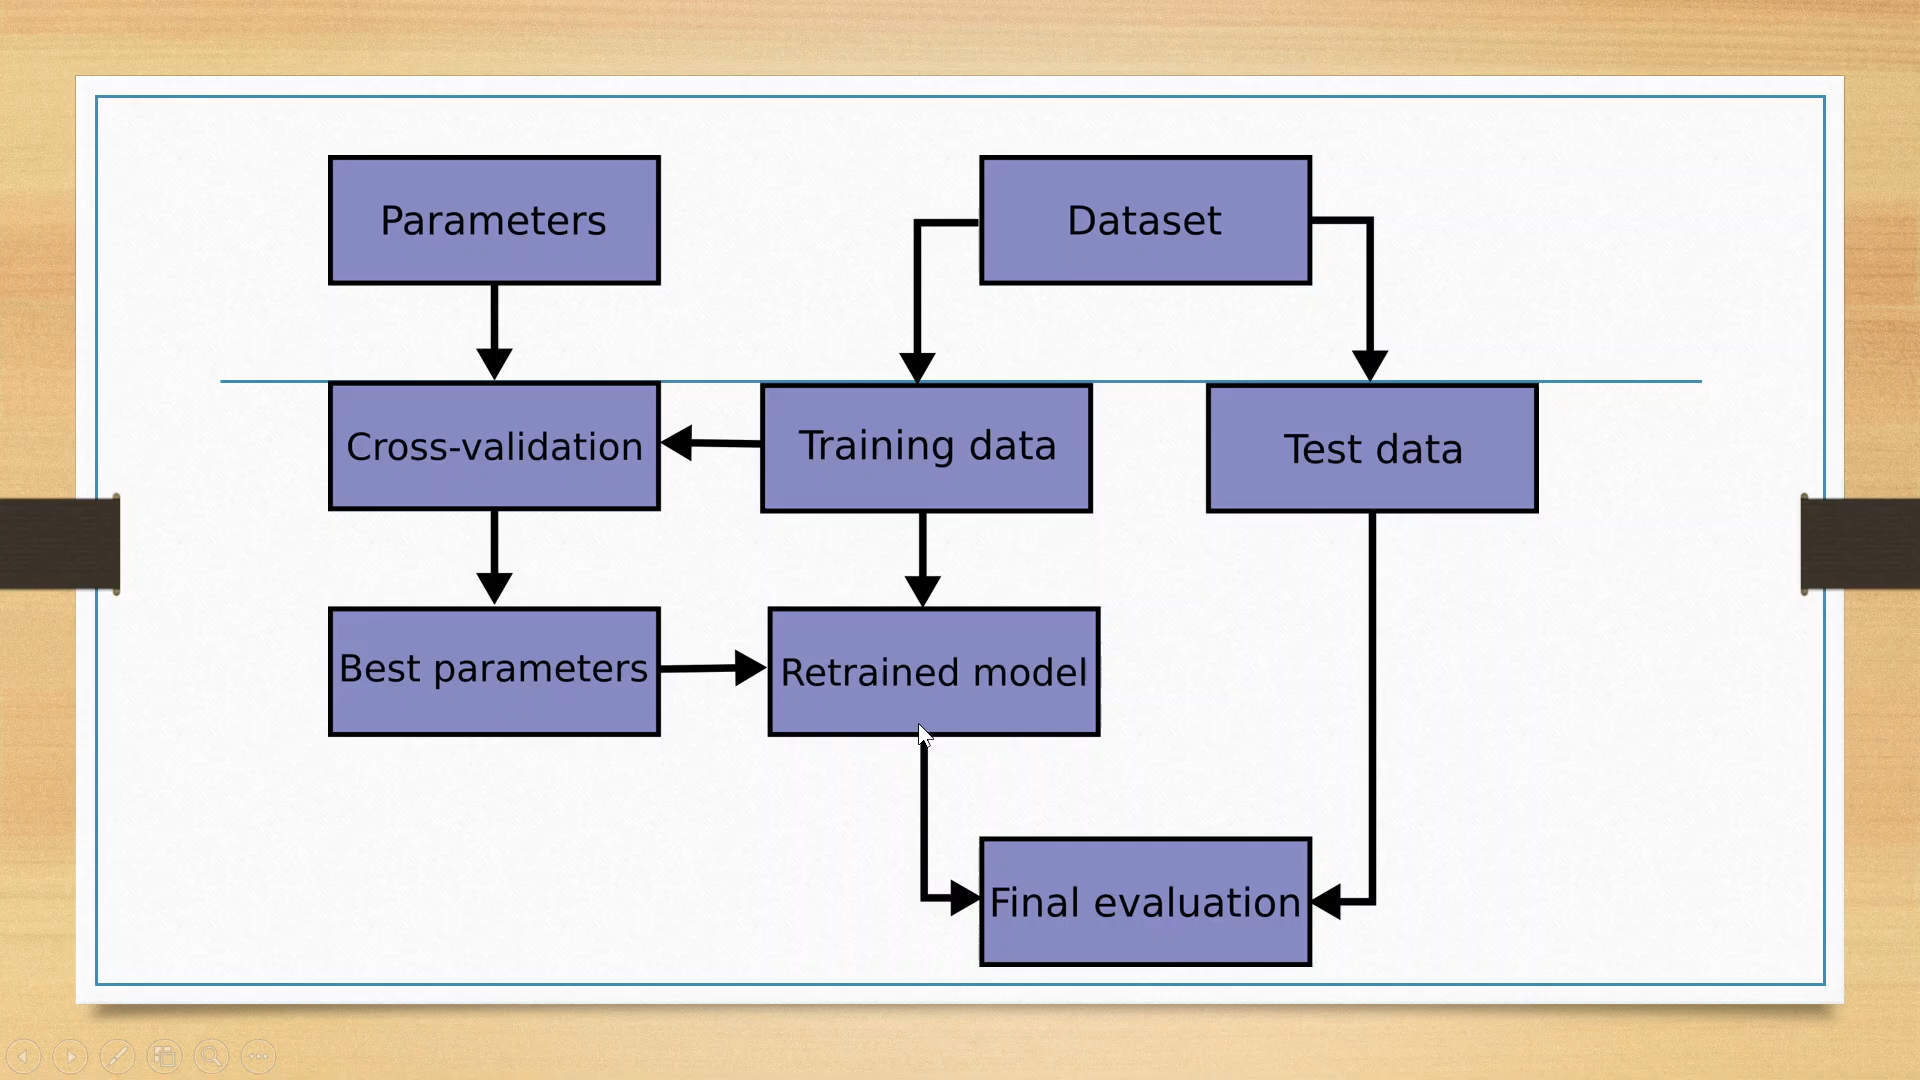 Parameters
Dataset
Cross-validation
Training data
Test data
Best parameters
Retrained model
Final evaluation